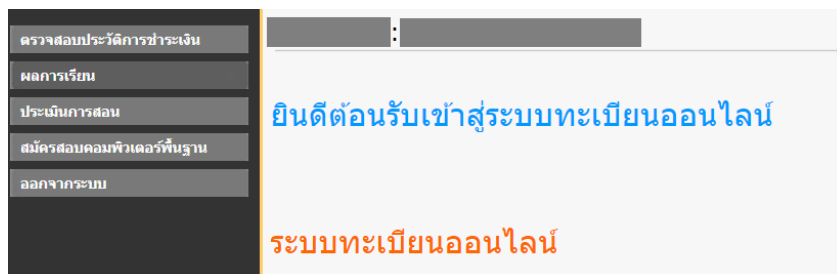 ตรวจสอบประวัติการชำระเงิน
ผลการเรียน
ประเมินการสอน
สมัครสอบคอมพิวเตอร์พื้นฐาน
ออกจากระบบ
:
ยินดีต้อนรับเข้าสู่ระบบทะเบียนออนไลน์
ระบบทะเบียนออนไลน์